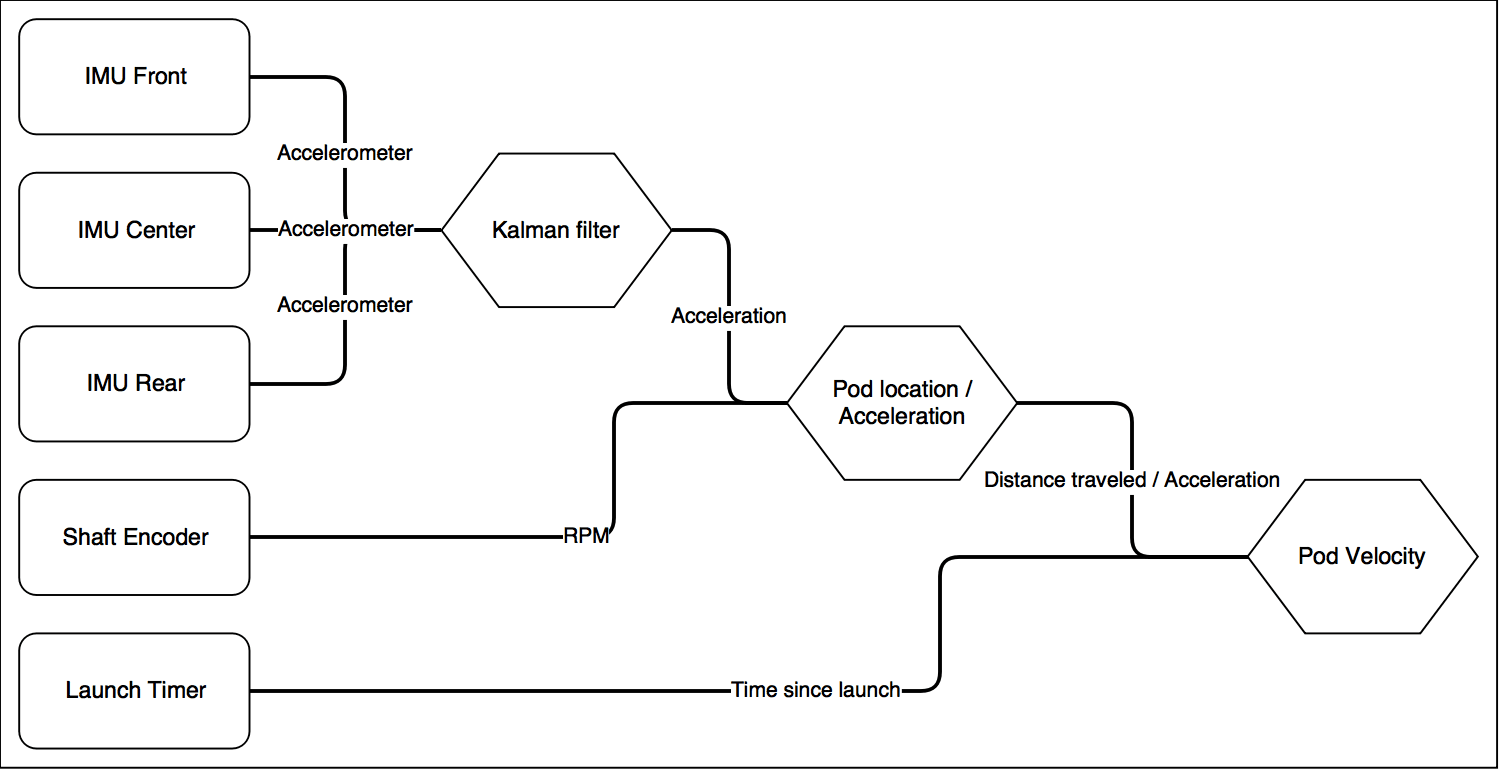 IMU Front
Accelerometer
IMU Center
Accelerometer
Kalman filter
Accelerometer
Acceleration
IMU Rear
Pod location /
Acceleration
Distance traveled / Acceleration
Shaft Encoder
RPM
Pod Velocity
Launch Timer
Time since launch